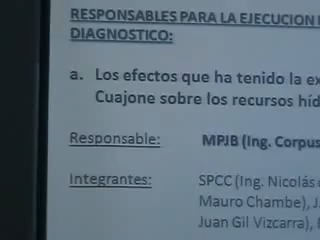 RESPONSABLES PARA LA EJECUCION
DIAGNOSTICO:
a. Los efectos que ha tenido la
Cuajone sobre los recursos
Responsable: MPJB (Ing. Corpus
Integrantes: SPCC (Ing. Nicolás
Mauro Chambe), J.
Juan Gil Vizcarra),